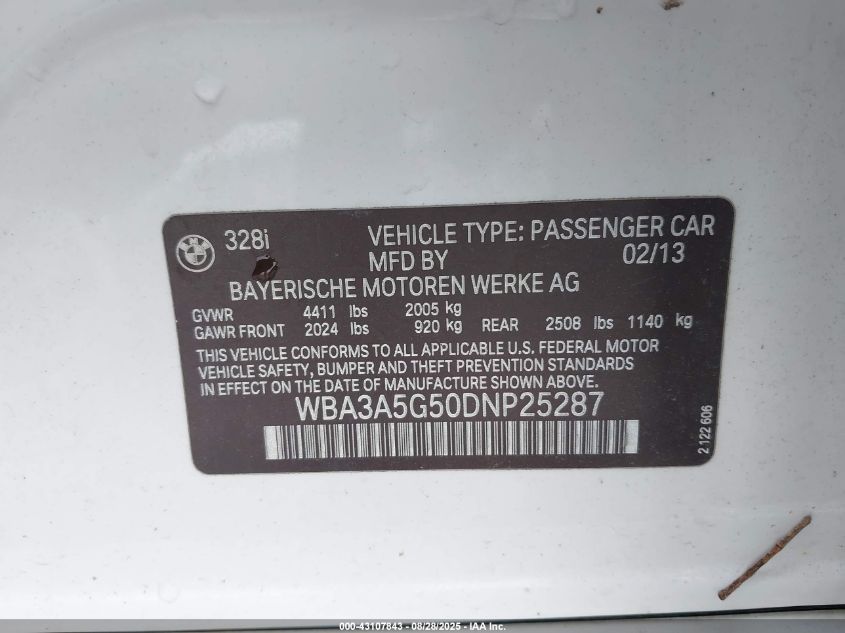 328i VEHICLE TYPE: PASSENGER CAR
MFD BY 02/13
BAYERISCHE MOTOREN WERKE AG
GVWR 4411 lbs 2005 kg
GAWR FRONT 2024 lbs 920 kg REAR 2508 lbs 1140 kg
THIS VEHICLE CONFORMS TO ALL APPLICABLE U.S. FEDERAL MOTOR
VEHICLE SAFETY, BUMPER AND THEFT PREVENTION STANDARDS
IN EFFECT ON THE DATE OF MANUFACTURE SHOWN ABOVE.
WBA3A5G50DNP25287
2 122 606
000-43107843 - 08/28/2025 - IAA Inc.